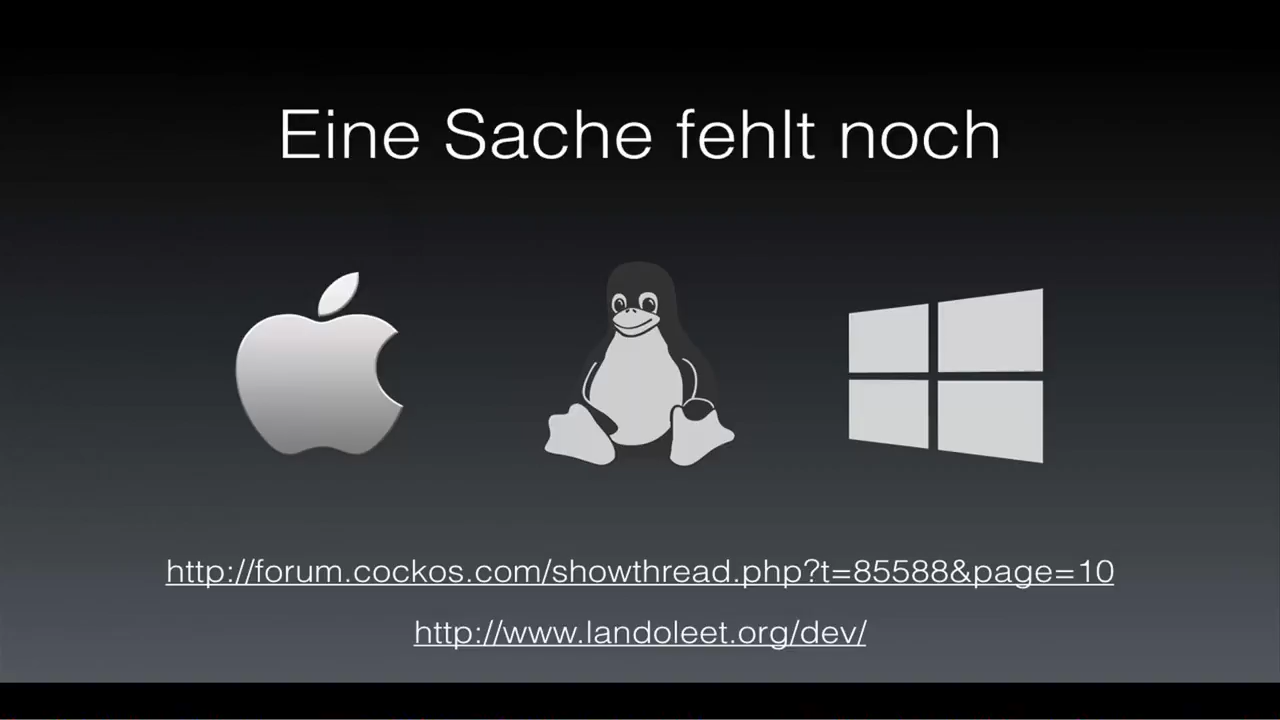 Eine Sache fehlt noch
http://forum.cockos.com/showthread.php?t=85588&page=10
http://www.landoleet.org/dev/